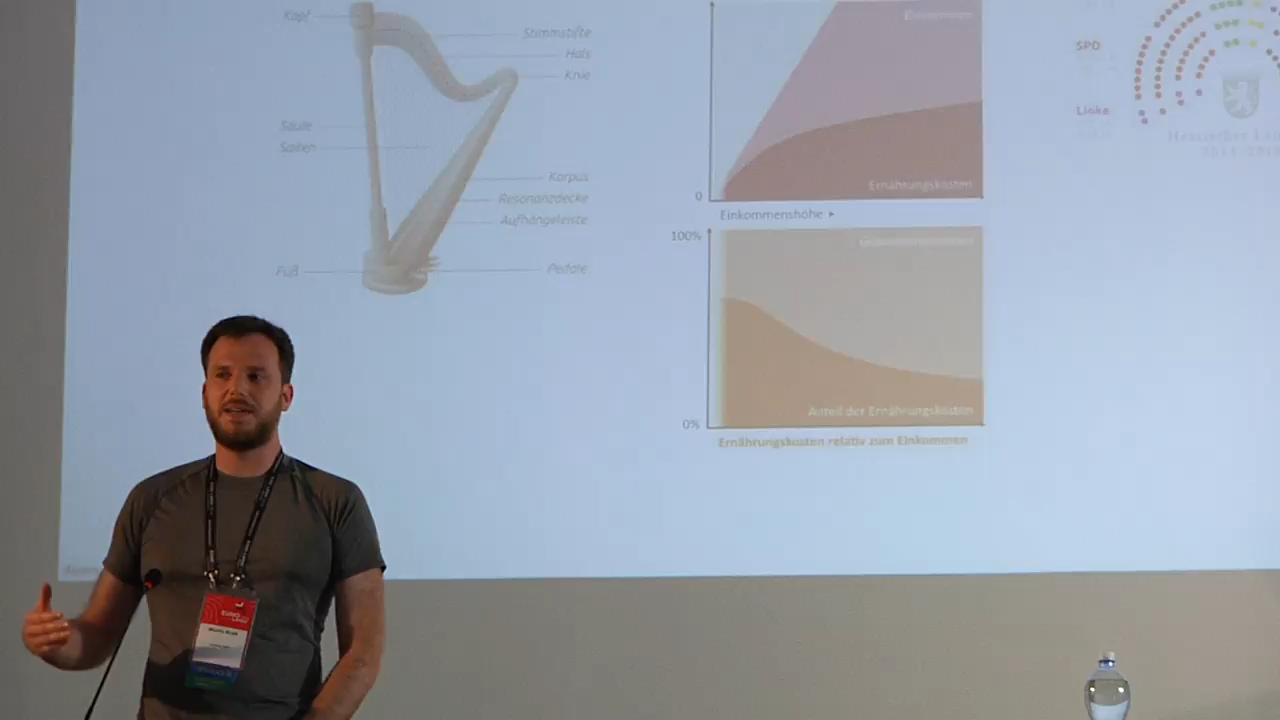 Kopf
Stimmstifte
Hals
Knie
Säule
Saiten
Korpus
Resonanzdecke
Aufhängeleiste
Fuß
Pedale
Einkommen
Ernährungskosten
0
Einkommenshöhe ▸
100%
Anteil der Ernährungskosten
0%
Ernährungskosten relativ zum Einkommen
SPD
Linke
Hessischer